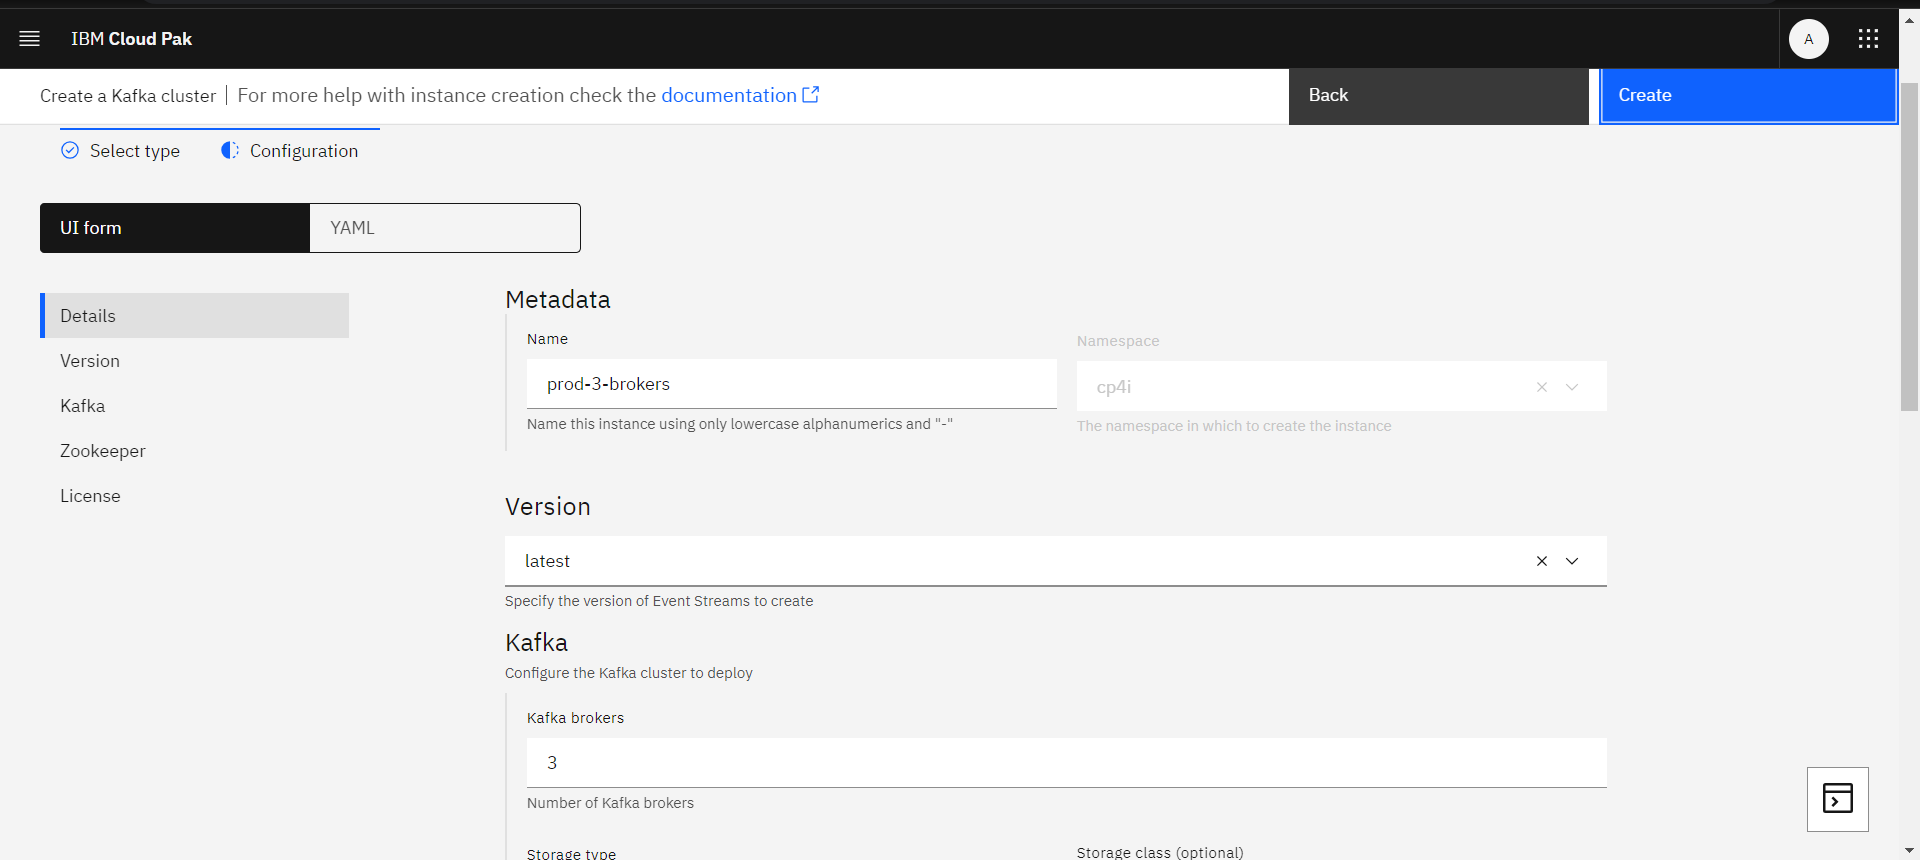 IBM Cloud Pak
A
Create a Kafka cluster
For more help with instance creation check the documentation
Back
Create
Select type
Configuration
UI form
YAML
Details
Version
Kafka
Zookeeper
License
Metadata
Name
prod-3-brokers
Name this instance using only lowercase alphanumerics and "-"
Namespace
cp4i
The namespace in which to create the instance
Version
latest
Specify the version of Event Streams to create
Kafka
Configure the Kafka cluster to deploy
Kafka brokers
3
Number of Kafka brokers
Storage type
Storage class (optional)